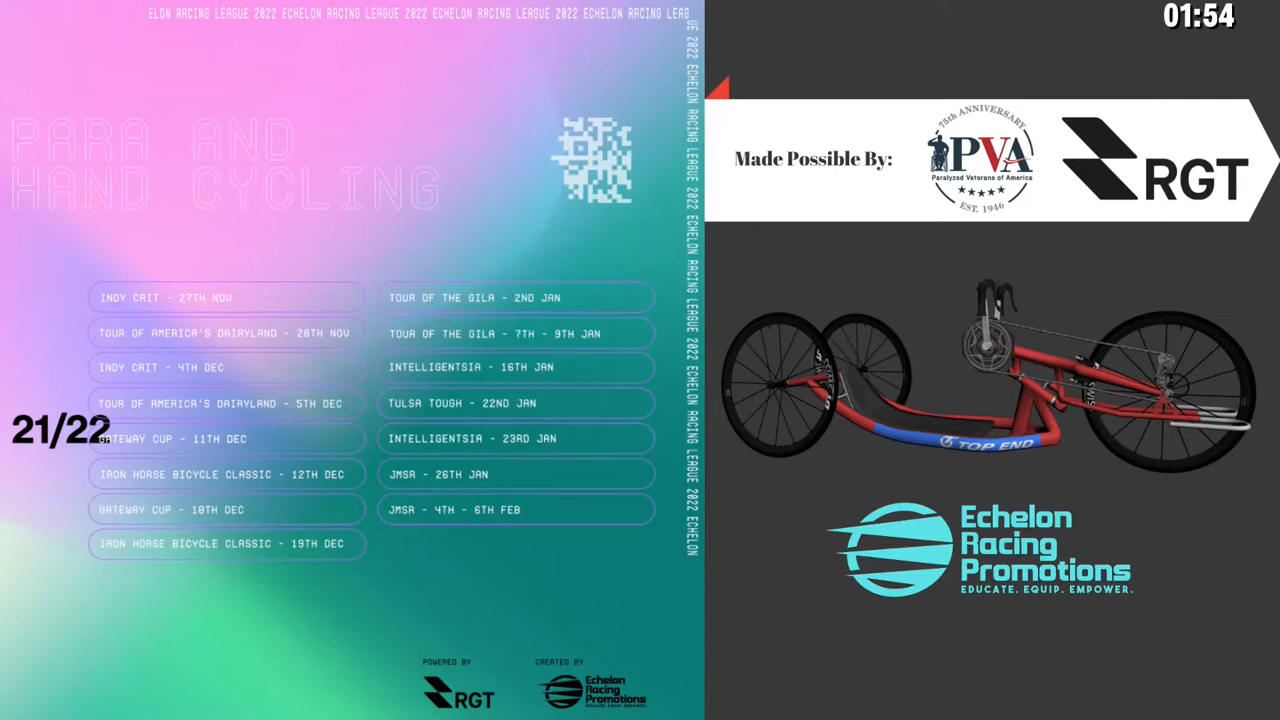 ELON RACING LEAGUE 2022 ECHELON RACING LEAGUE 2022 ECHELON RACING LEAGUE 2022 ECHELON RACING LEAG
UE 2022 ECHELON RACING LEAGUE 2022 ECHELON RACING LEAGUE 2022 ECHELON RACING LEAGUE 2022 ECHELON
PARA AND
HAND CYCLING
21/22
INDY CRIT - 27TH NOV
TOUR OF AMERICA'S DAIRYLAND - 28TH NOV
INDY CRIT - 4TH DEC
TOUR OF AMERICA'S DAIRYLAND - 5TH DEC
GATEWAY CUP - 11TH DEC
IRON HORSE BICYCLE CLASSIC - 12TH DEC
GATEWAY CUP - 18TH DEC
IRON HORSE BICYCLE CLASSIC - 19TH DEC
TOUR OF THE GILA - 2ND JAN
TOUR OF THE GILA - 7TH - 9TH JAN
INTELLIGENTSIA - 16TH JAN
TULSA TOUGH - 22ND JAN
INTELLIGENTSIA - 23RD JAN
JMSR - 26TH JAN
JMSR - 4TH - 6TH FEB
POWERED BY
RGT
CREATED BY
Echelon
Racing
Promotions
EDUCATE. EQUIP. EMPOWER.
01:54
Made Possible By:
75th ANNIVERSARY
PVA
Paralyzed Veterans of America
EST. 1946
RGT
TOP END
Echelon
Racing
Promotions
EDUCATE. EQUIP. EMPOWER.